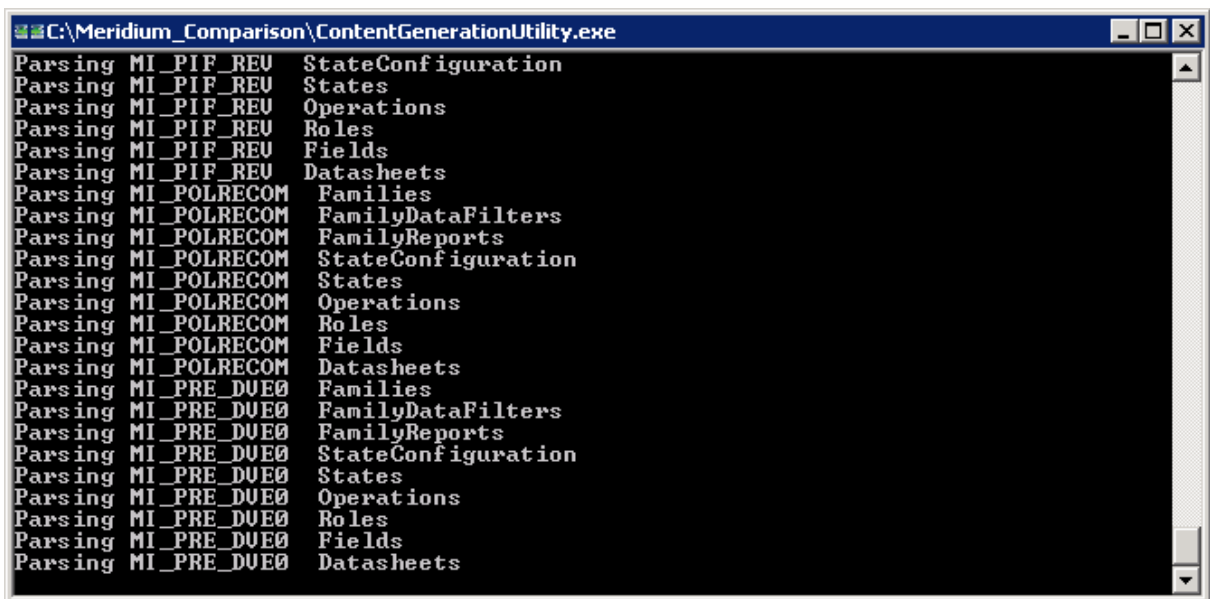 C:\Meridium_Comparison\ContentGenerationUtility.exe
Parsing MI_PIF_REV  StateConfiguration
Parsing MI_PIF_REV  States
Parsing MI_PIF_REV  Operations
Parsing MI_PIF_REV  Roles
Parsing MI_PIF_REV  Fields
Parsing MI_PIF_REV  Datasheets
Parsing MI_POLRECOM  Families
Parsing MI_POLRECOM  FamilyDataFilters
Parsing MI_POLRECOM  FamilyReports
Parsing MI_POLRECOM  StateConfiguration
Parsing MI_POLRECOM  States
Parsing MI_POLRECOM  Operations
Parsing MI_POLRECOM  Roles
Parsing MI_POLRECOM  Fields
Parsing MI_POLRECOM  Datasheets
Parsing MI_PRE_DVE0  Families
Parsing MI_PRE_DVE0  FamilyDataFilters
Parsing MI_PRE_DVE0  FamilyReports
Parsing MI_PRE_DVE0  StateConfiguration
Parsing MI_PRE_DVE0  States
Parsing MI_PRE_DVE0  Operations
Parsing MI_PRE_DVE0  Roles
Parsing MI_PRE_DVE0  Fields
Parsing MI_PRE_DVE0  Datasheets